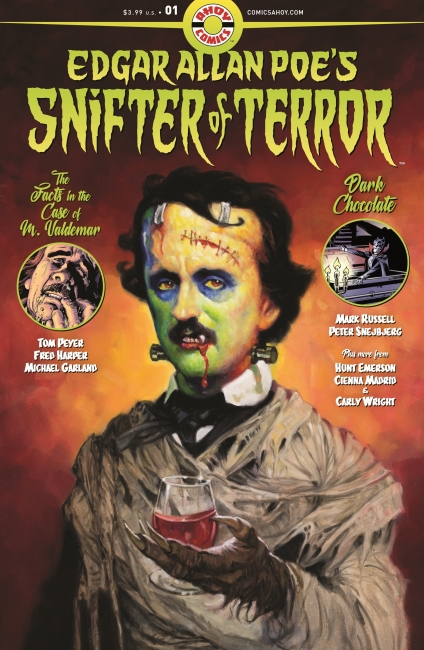 $3.99 U.S. • 01
COMICSAHOY.COM
AHOY
COMICS
EDGAR ALLAN POE'S
SNiFTER of TERROR
™
The
Facts in the
Case of
M. Valdemar
Tom Peyer
Fred Harper
Michael Garland
Dark
Chocolate
Mark Russell
Peter Snejbjerg
Plus more from
Hunt Emerson
Cienna Madrid
&
Carly Wright